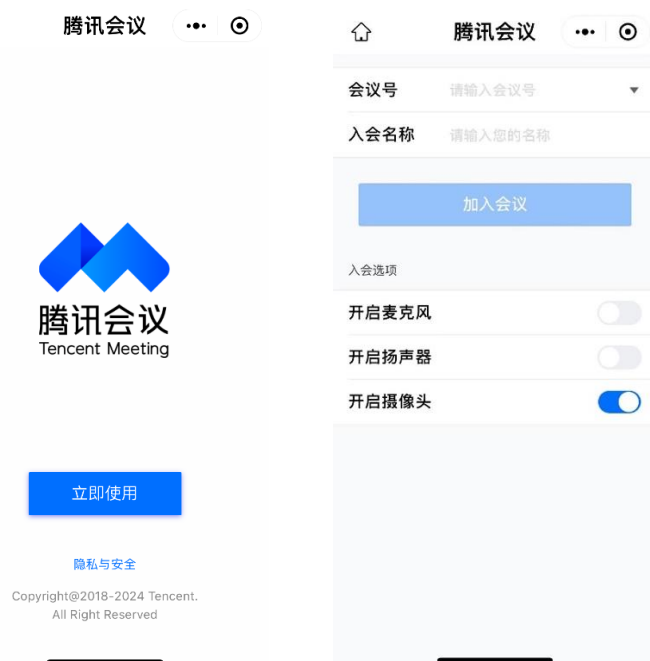 腾讯会议
腾讯会议
Tencent Meeting
立即使用
隐私与安全
Copyright@2018-2024 Tencent.
All Right Reserved
腾讯会议
会议号 请输入会议号
入会名称 请输入您的名称
加入会议
入会选项
开启麦克风
开启扬声器
开启摄像头